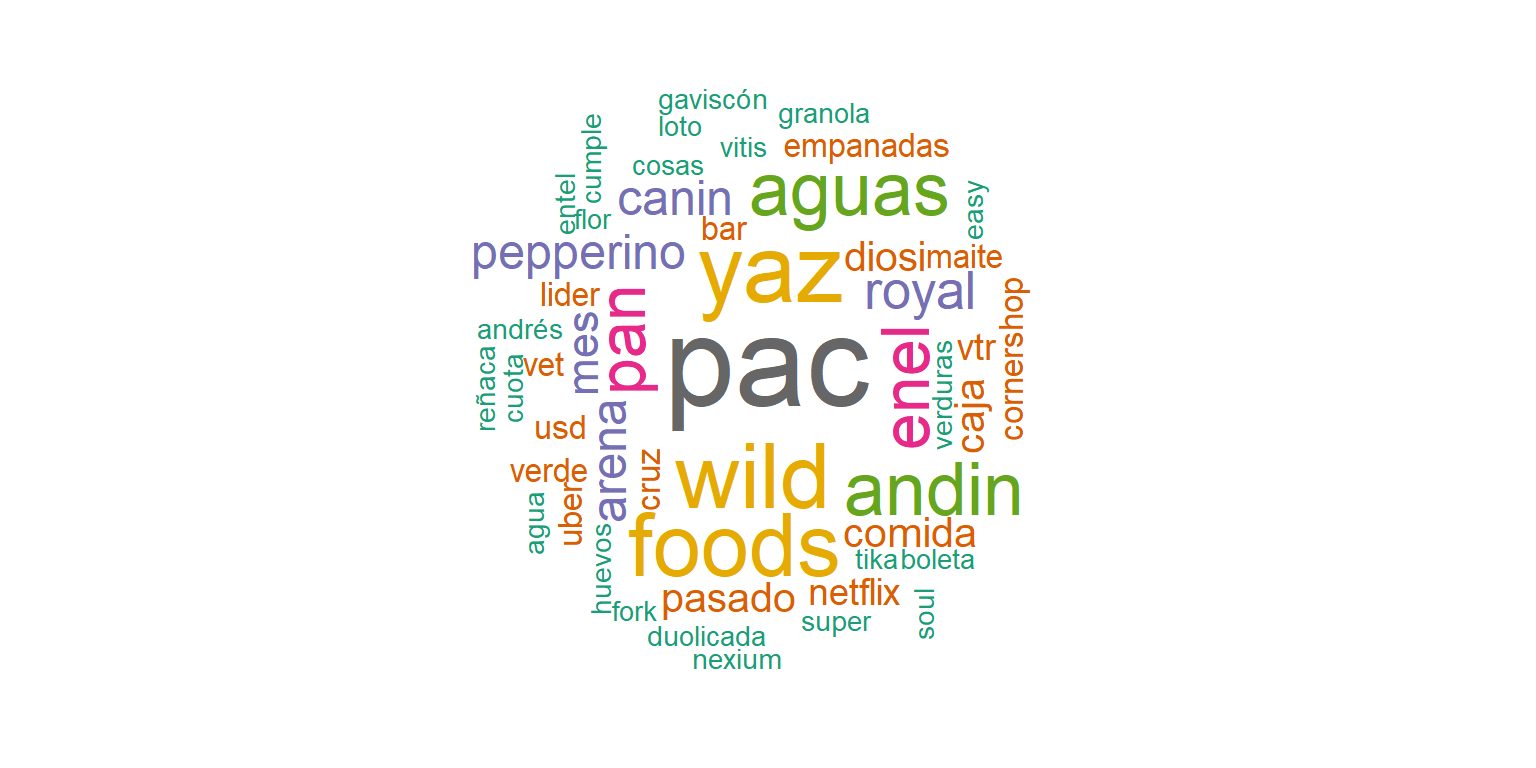 gaviscón
granola
loto
cumple
vitis
empanadas
cosas
entel
flor
canin
aguas
easy
bar
pepperino
yaz
diosi
maite
lider
pan
royal
cornershop
andrés
mes
pac
enel
vtr
reñaca
cuota
vet
verduras
caja
usd
arena
cruz
wild
andin
verde
uber
agua
huevos
foods
comida
tika
boleta
fork
pasado
netflix
soul
super
duolicada
nexium